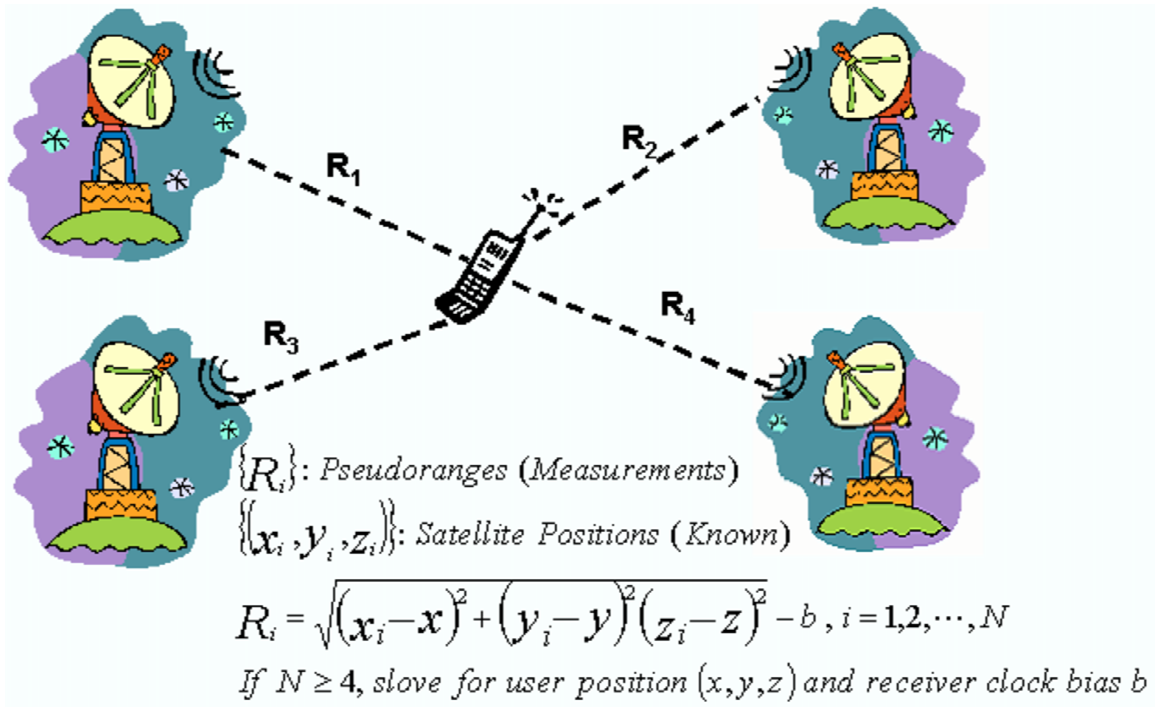 R₁
R₂
R₃
R₄
{Rᵢ}: Pseudoranges (Measurements)
{(xᵢ, yᵢ, zᵢ)}: Satellite Positions (Known)
Rᵢ = √((xᵢ−x)² + (yᵢ−y)² (zᵢ−z)²) − b , i = 1,2,⋯,N
If N ≥ 4, slove for user position (x,y,z) and receiver clock bias b